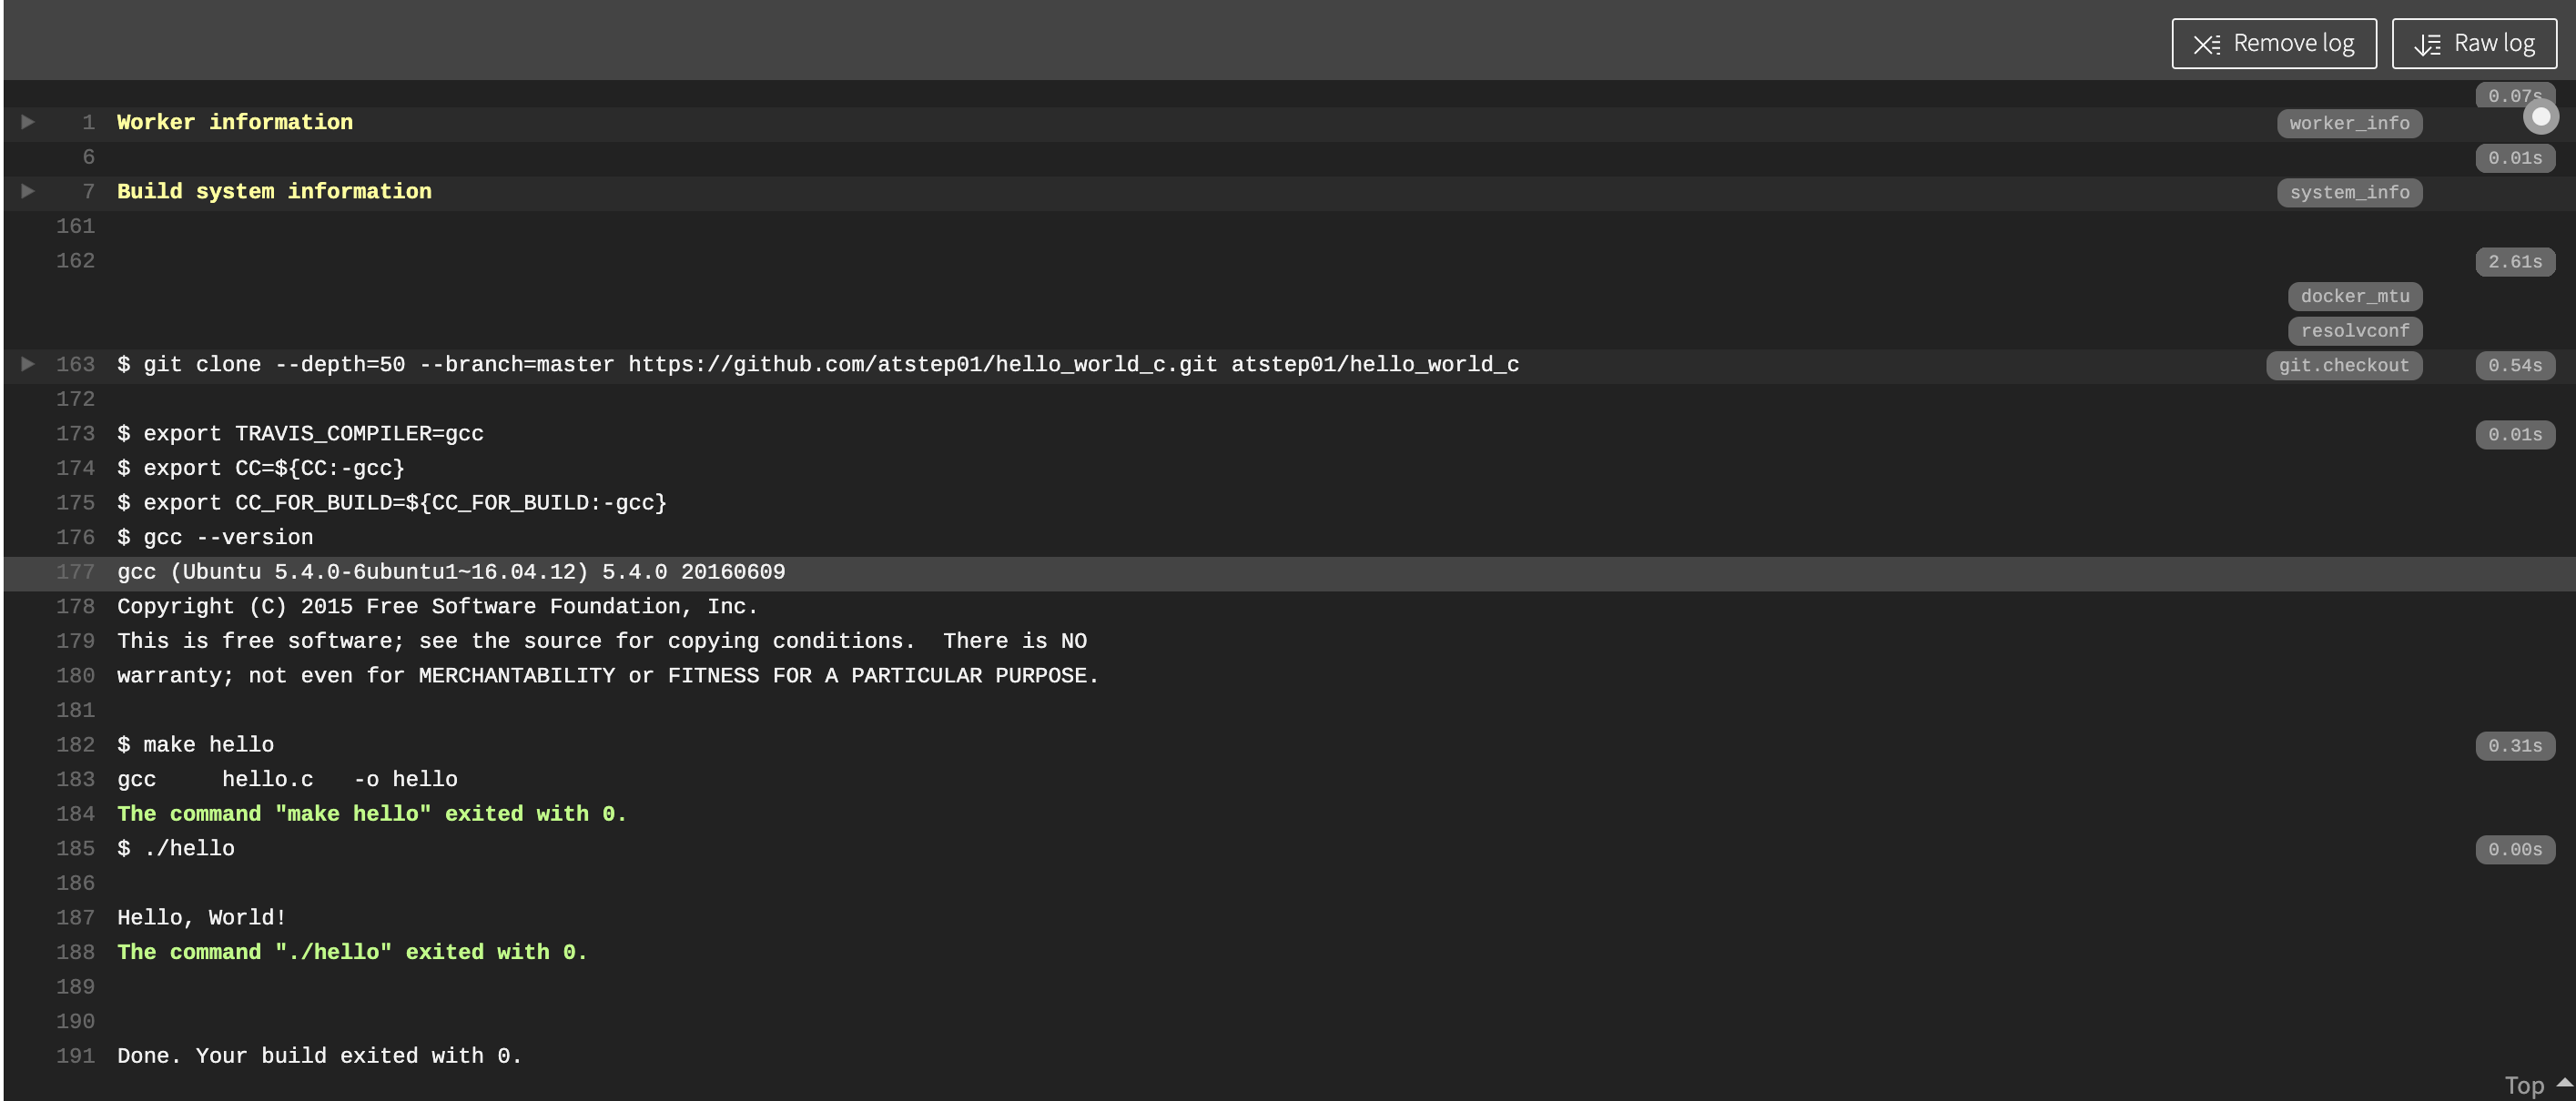 Remove log Raw log
0.07s
1 Worker information worker_info
6 0.01s
7 Build system information system_info
161
162 2.61s
docker_mtu
resolvconf
163 $ git clone --depth=50 --branch=master https://github.com/atstep01/hello_world_c.git atstep01/hello_world_c git.checkout 0.54s
172
173 $ export TRAVIS_COMPILER=gcc 0.01s
174 $ export CC=${CC:-gcc}
175 $ export CC_FOR_BUILD=${CC_FOR_BUILD:-gcc}
176 $ gcc --version
177 gcc (Ubuntu 5.4.0-6ubuntu1~16.04.12) 5.4.0 20160609
178 Copyright (C) 2015 Free Software Foundation, Inc.
179 This is free software; see the source for copying conditions.  There is NO
180 warranty; not even for MERCHANTABILITY or FITNESS FOR A PARTICULAR PURPOSE.
181
182 $ make hello 0.31s
183 gcc     hello.c   -o hello
184 The command "make hello" exited with 0.
185 $ ./hello 0.00s
186
187 Hello, World!
188 The command "./hello" exited with 0.
189
190
191 Done. Your build exited with 0.
Top